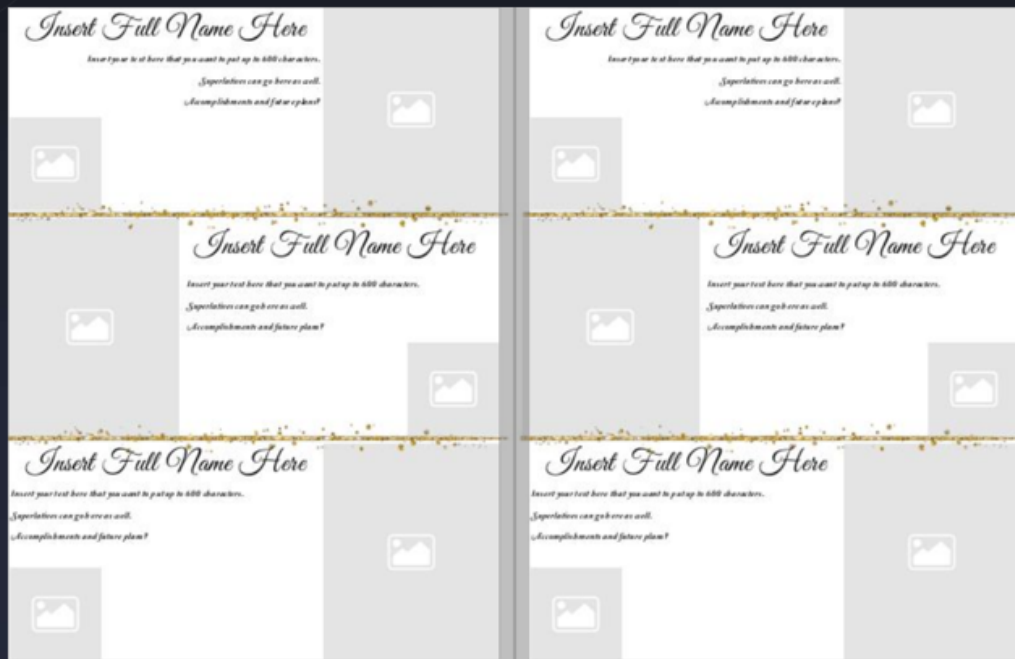 Insert Full Name Here
Insert your text here that you want to put up to 600 characters.
Superlatives can go here as well.
Accomplishments and future plans?
Insert Full Name Here
Insert your text here that you want to put up to 600 characters.
Superlatives can go here as well.
Accomplishments and future plans?
Insert Full Name Here
Insert your text here that you want to put up to 600 characters.
Superlatives can go here as well.
Accomplishments and future plans?
Insert Full Name Here
Insert your text here that you want to put up to 600 characters.
Superlatives can go here as well.
Accomplishments and future plans?
Insert Full Name Here
Insert your text here that you want to put up to 600 characters.
Superlatives can go here as well.
Accomplishments and future plans?
Insert Full Name Here
Insert your text here that you want to put up to 600 characters.
Superlatives can go here as well.
Accomplishments and future plans?